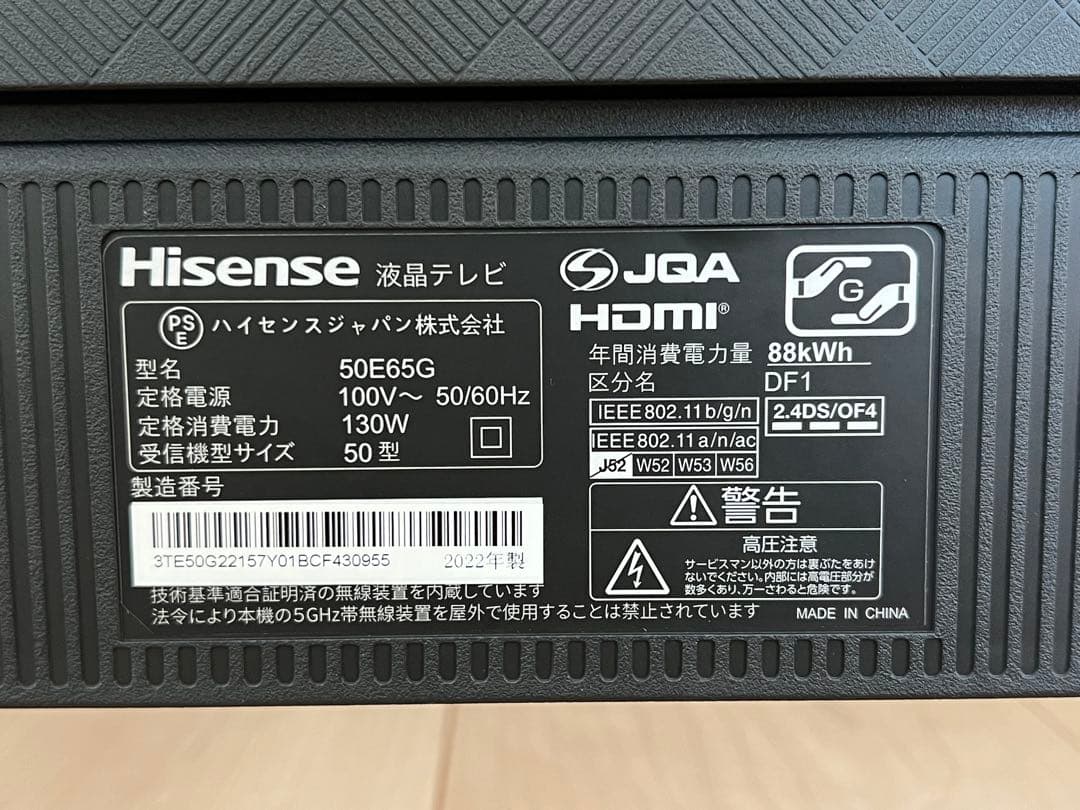 Hisense 液晶テレビ
PSE ハイセンスジャパン株式会社
型名 50E65G
定格電源 100V～ 50/60Hz
定格消費電力 130W
受信機型サイズ 50 型
製造番号
3TE50G22157Y01BCF430955 2022年製
技術基準適合証明済の無線装置を内蔵しています
法令により本機の5GHz帯無線装置を屋外で使用することは禁止されています
JQA
HDMI®
G
年間消費電力量 88kWh
区分名 DF1
IEEE802.11b/g/n
2.4DS/OF4
IEEE802.11a/n/ac
J52 W52 W53 W56
警告
高圧注意
サービスマン以外の方は裏ぶたをあけ
ないでください。内部には高電圧部分が
数多くあり、万一さわると危険です。
MADE IN CHINA